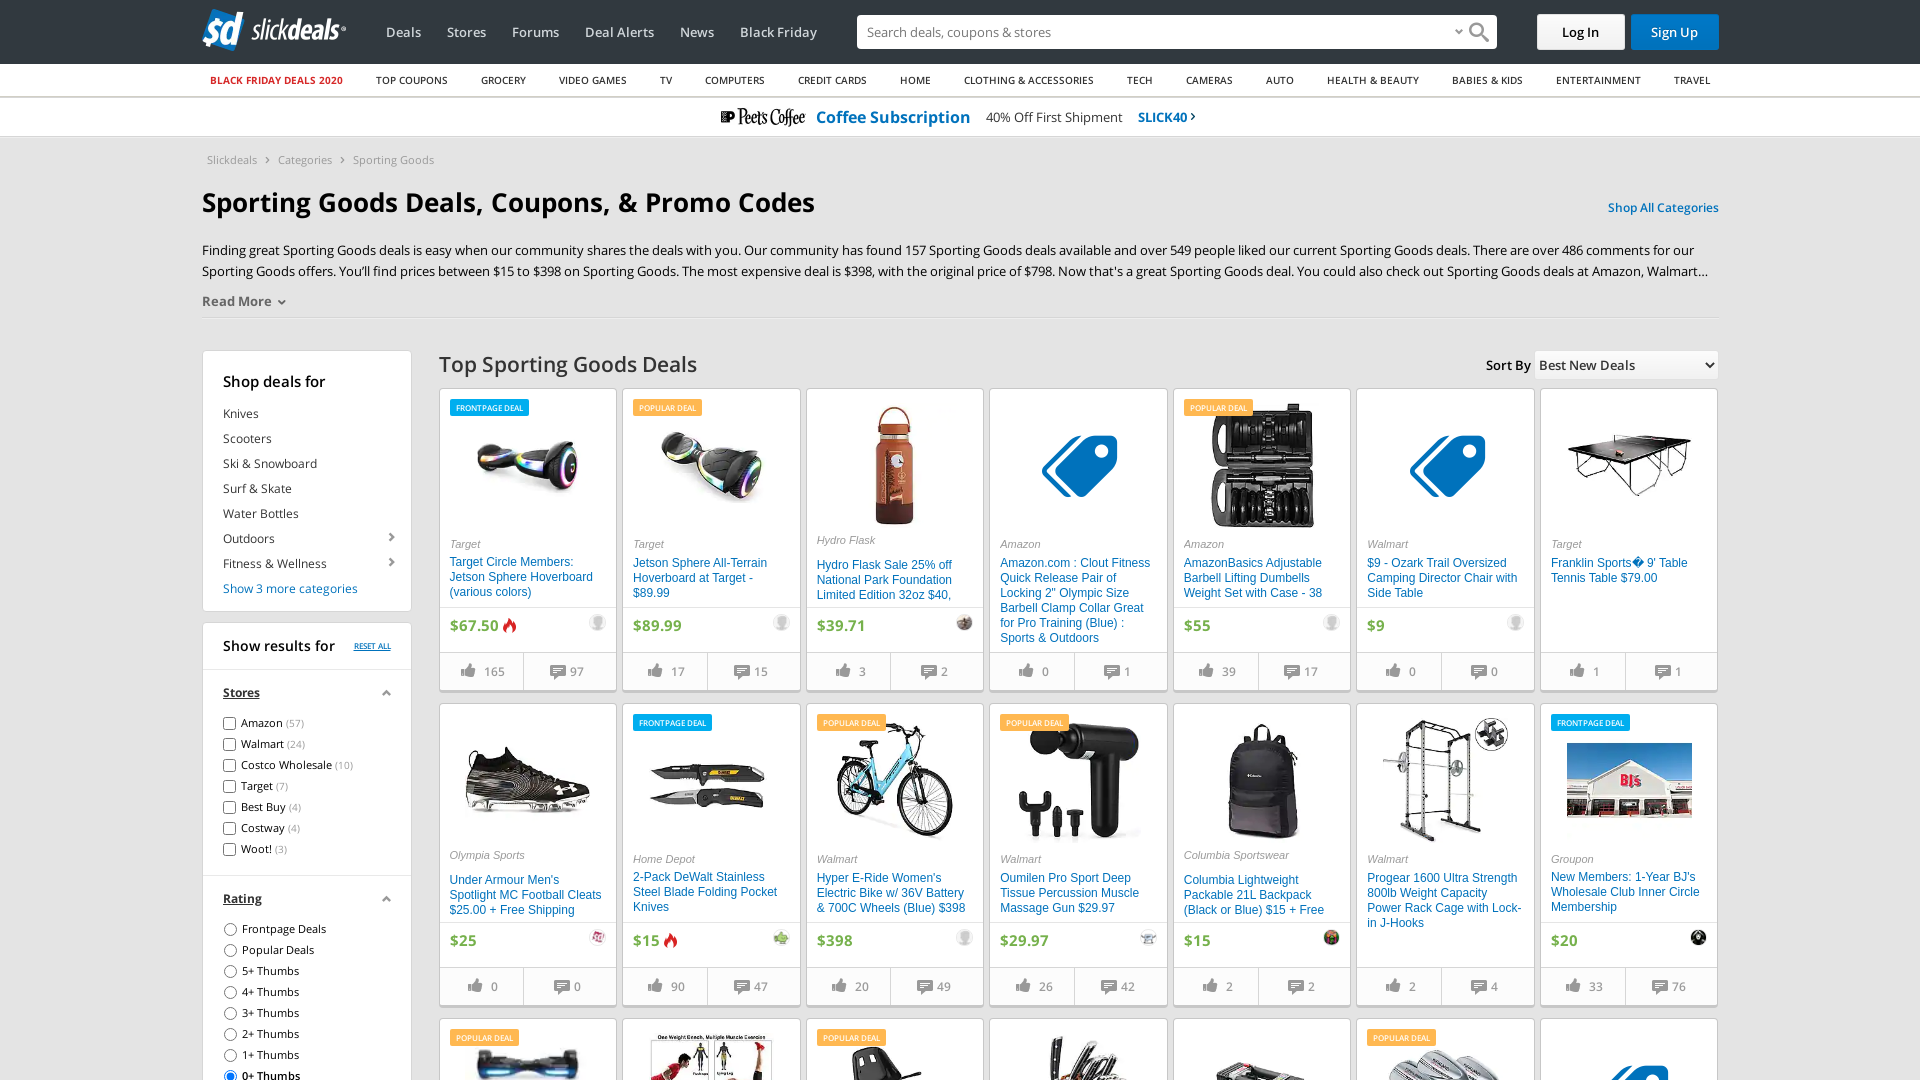 slickdeals
Deals
Stores
Forums
Deal Alerts
News
Black Friday
Search deals, coupons & stores
Log In
Sign Up
BLACK FRIDAY DEALS 2020
TOP COUPONS
GROCERY
VIDEO GAMES
TV
COMPUTERS
CREDIT CARDS
HOME
CLOTHING & ACCESSORIES
TECH
CAMERAS
AUTO
HEALTH & BEAUTY
BABIES & KIDS
ENTERTAINMENT
TRAVEL
Peet's Coffee Coffee Subscription 40% Off First Shipment SLICK40
Slickdeals > Categories > Sporting Goods
Sporting Goods Deals, Coupons, & Promo Codes
Shop All Categories
Finding great Sporting Goods deals is easy when our community shares the deals with you. Our community has found 157 Sporting Goods deals available and over 549 people liked our current Sporting Goods deals. There are over 486 comments for our
Sporting Goods offers. You'll find prices between $15 to $398 on Sporting Goods. The most expensive deal is $398, with the original price of $798. Now that's a great Sporting Goods deal. You could also check out Sporting Goods deals at Amazon, Walmart…
Read More
Shop deals for
Knives
Scooters
Ski & Snowboard
Surf & Skate
Water Bottles
Outdoors
Fitness & Wellness
Show 3 more categories
Show results for
RESET ALL
Stores
Amazon (57)
Walmart (24)
Costco Wholesale (10)
Target (7)
Best Buy (4)
Costway (4)
Woot! (3)
Rating
Frontpage Deals
Popular Deals
5+ Thumbs
4+ Thumbs
3+ Thumbs
2+ Thumbs
1+ Thumbs
0+ Thumbs
Top Sporting Goods Deals
Sort By Best New Deals
FRONTPAGE DEAL
Target
Target Circle Members:
Jetson Sphere Hoverboard
(various colors)
$67.50
165
97
POPULAR DEAL
Target
Jetson Sphere All-Terrain
Hoverboard at Target -
$89.99
$89.99
17
15
Hydro Flask
Hydro Flask Sale 25% off
National Park Foundation
Limited Edition 32oz $40,
$39.71
3
2
Amazon
Amazon.com : Clout Fitness
Quick Release Pair of
Locking 2" Olympic Size
Barbell Clamp Collar Great
for Pro Training (Blue) :
Sports & Outdoors
0
1
POPULAR DEAL
Amazon
AmazonBasics Adjustable
Barbell Lifting Dumbells
Weight Set with Case - 38
$55
39
17
Walmart
$9 - Ozark Trail Oversized
Camping Director Chair with
Side Table
$9
0
0
Target
Franklin Sports� 9' Table
Tennis Table $79.00
1
1
Olympia Sports
Under Armour Men's
Spotlight MC Football Cleats
$25.00 + Free Shipping
$25
0
0
FRONTPAGE DEAL
Home Depot
2-Pack DeWalt Stainless
Steel Blade Folding Pocket
Knives
$15
90
47
POPULAR DEAL
Walmart
Hyper E-Ride Women's
Electric Bike w/ 36V Battery
& 700C Wheels (Blue) $398
$398
20
49
POPULAR DEAL
Walmart
Oumilen Pro Sport Deep
Tissue Percussion Muscle
Massage Gun $29.97
$29.97
26
42
Columbia Sportswear
Columbia Lightweight
Packable 21L Backpack
(Black or Blue) $15 + Free
$15
2
2
Walmart
Progear 1600 Ultra Strength
800lb Weight Capacity
Power Rack Cage with Lock-
in J-Hooks
2
4
FRONTPAGE DEAL
BJ's
Groupon
New Members: 1-Year BJ's
Wholesale Club Inner Circle
Membership
$20
33
76
POPULAR DEAL
One Weight Bench, Multiple Muscle Exercise
POPULAR DEAL
POPULAR DEAL